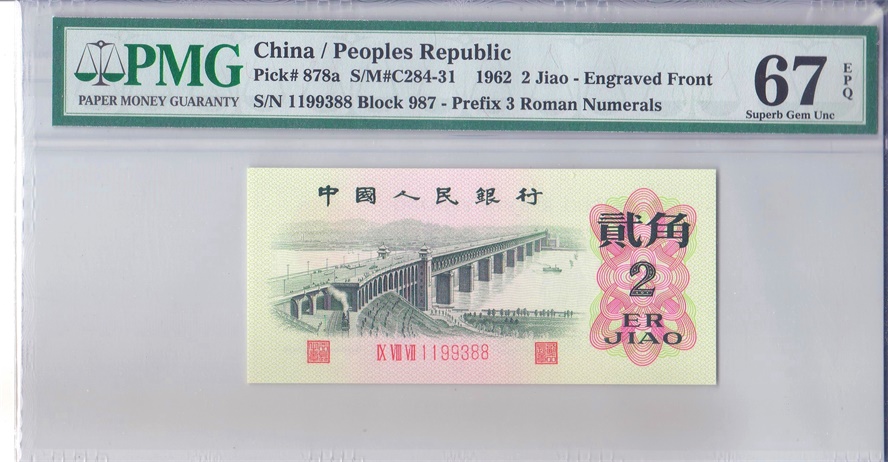 PMG
PAPER MONEY GUARANTY
China / Peoples Republic
Pick# 878a S/M#C284-31 1962 2 Jiao - Engraved Front
S/N 1199388 Block 987 - Prefix 3 Roman Numerals
67
EPQ
Superb Gem Unc
中國人民銀行
貳角
2
ER
JIAO
IX VIII VII 1199388